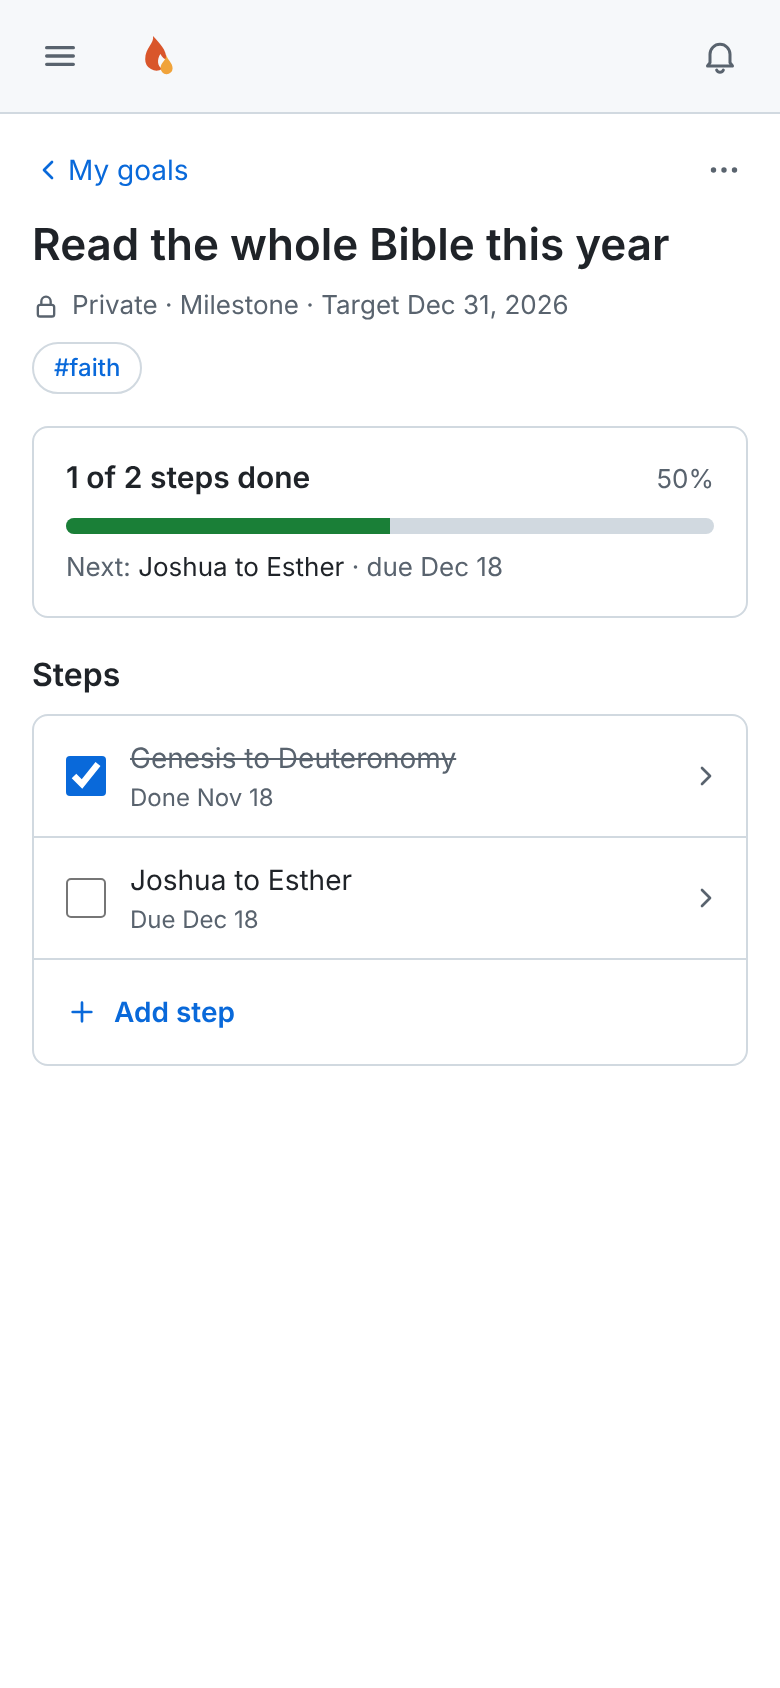 My goals
Read the whole Bible this year
Private · Milestone · Target Dec 31, 2026
#faith
1 of 2 steps done 50%
Next: Joshua to Esther · due Dec 18
Steps
Genesis to Deuteronomy
Done Nov 18
Joshua to Esther
Due Dec 18
Add step